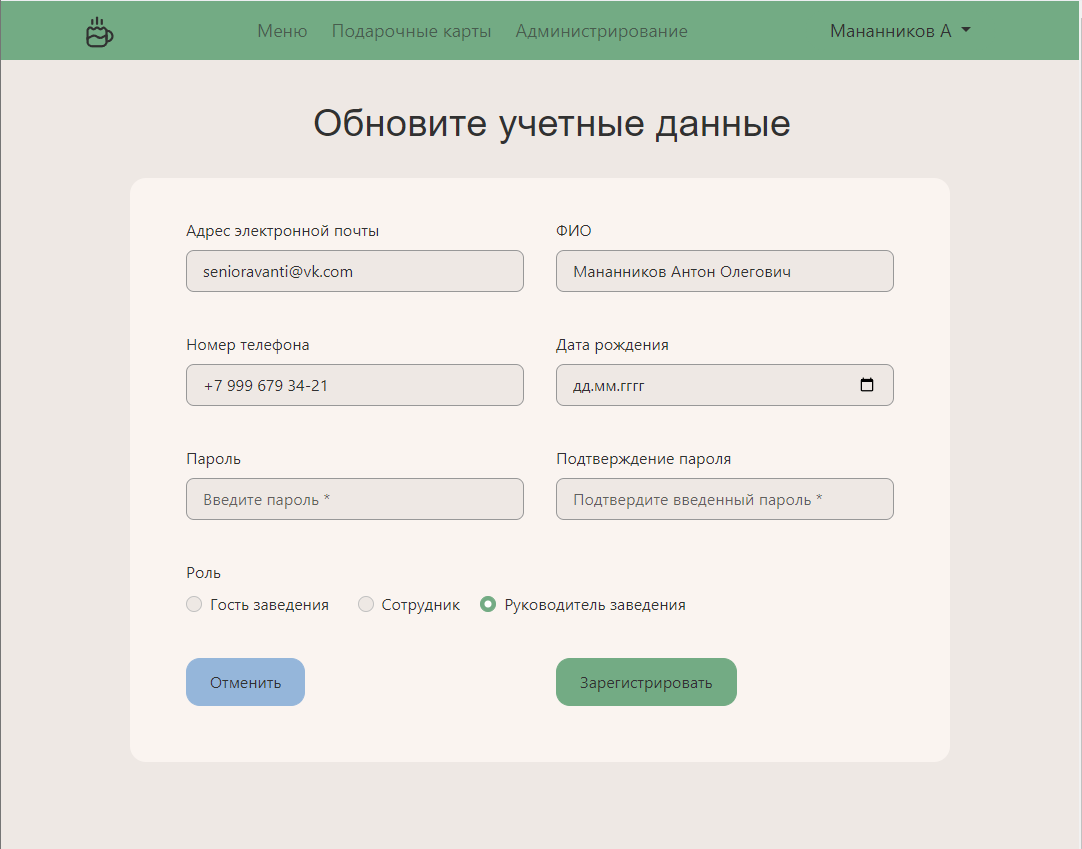 Меню Подарочные карты Администрирование Мананников А
Обновите учетные данные
Адрес электронной почты ФИО
senioravanti@vk.com Мананников Антон Олегович
Номер телефона Дата рождения
+7 999 679 34-21 дд.мм.гггг
Пароль Подтверждение пароля
Введите пароль * Подтвердите введенный пароль *
Роль
Гость заведения Сотрудник Руководитель заведения
Отменить Зарегистрировать